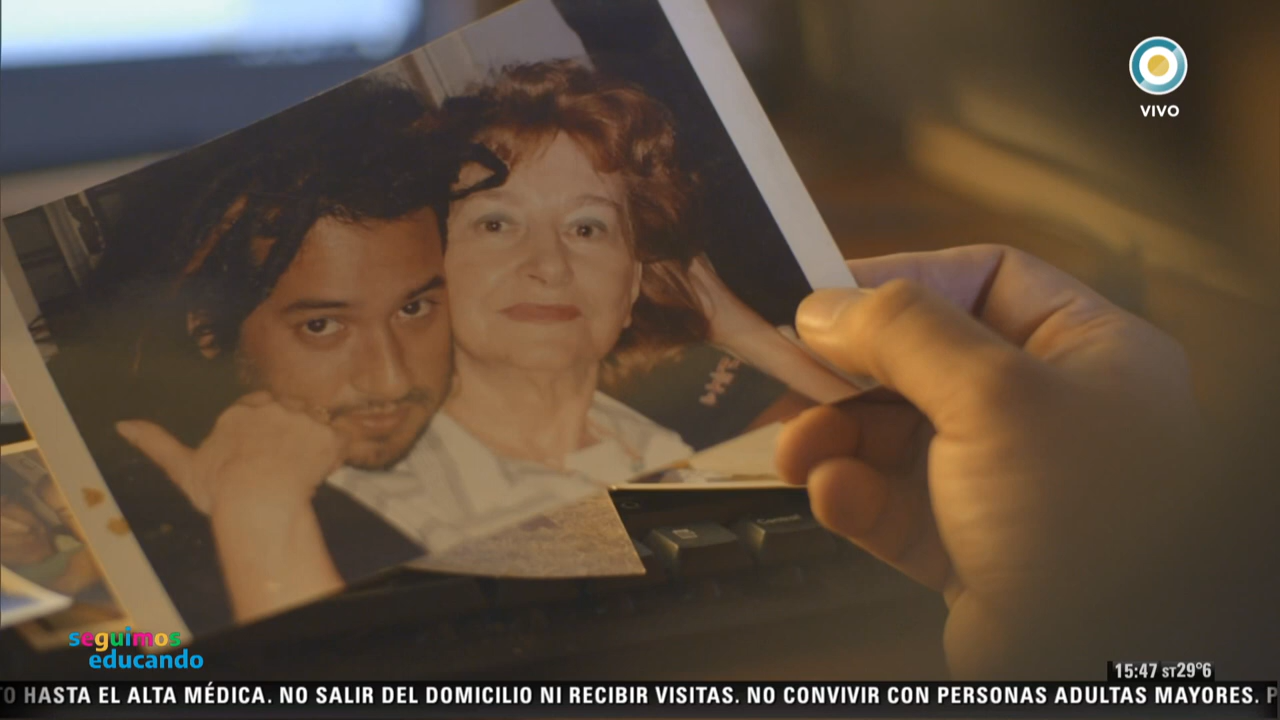 VIVO
seguimos
educando
15:47 ST29°6
O HASTA EL ALTA MÉDICA. NO SALIR DEL DOMICILIO NI RECIBIR VISITAS. NO CONVIVIR CON PERSONAS ADULTAS MAYORES. P